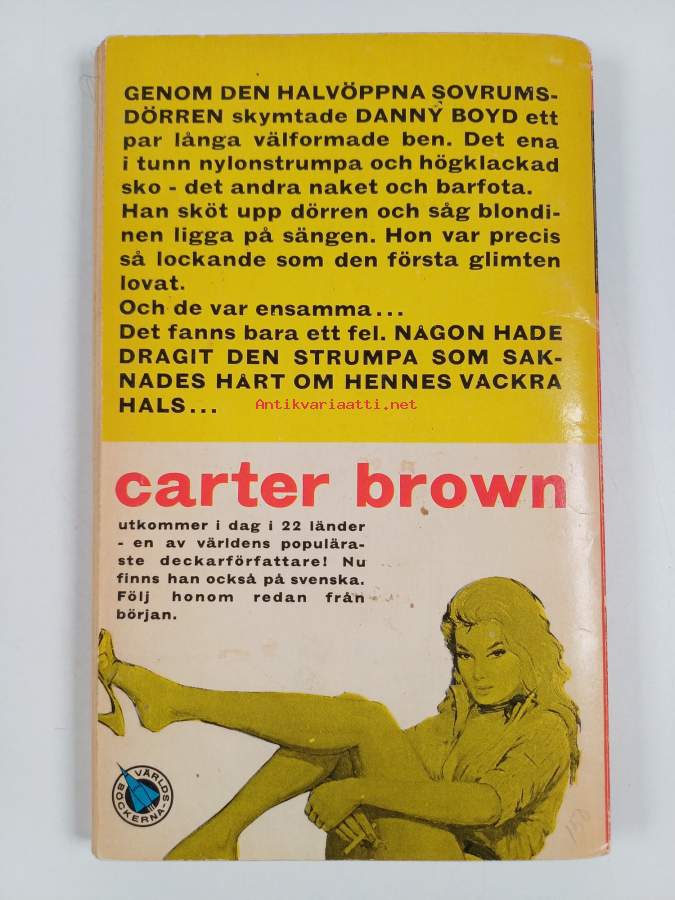 GENOM DEN HALVÖPPNA SOVRUMS-
DÖRREN skymtade DANNY BOYD ett
par långa välformade ben. Det ena
i tunn nylonstrumpa och högklackad
sko - det andra naket och barfota.
Han sköt upp dörren och såg blondi-
nen ligga på sängen. Hon var precis
så lockande som den första glimten
lovat.
Och de var ensamma...
Det fanns bara ett fel. NÅGON HADE
DRAGIT DEN STRUMPA SOM SAK-
NADES HÅRT OM HENNES VACKRA
HALS...
Antikvariaatti.net
carter brown
utkommer i dag i 22 länder
- en av världens populära-
ste deckarförfattare! Nu
finns han också på svenska.
Följ honom redan från
början.
VÄRLDS-
BÖCKERNA
150